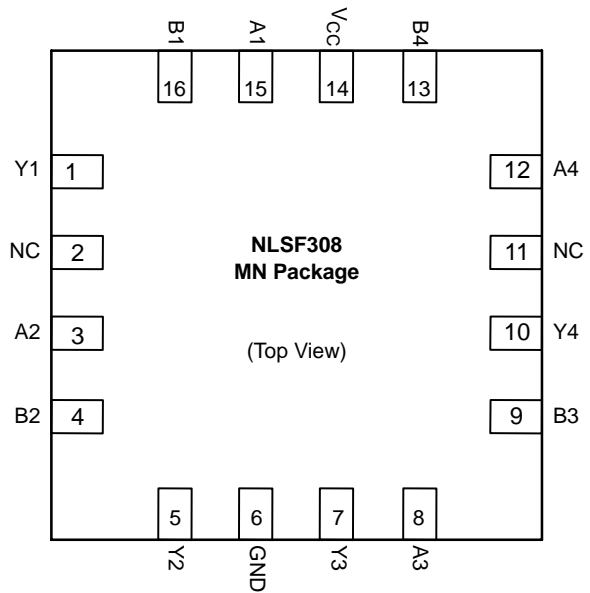 B1 A1 VCC B4
16 15 14 13
Y1 1 12 A4
NC 2 11 NC
NLSF308
MN Package
A2 3 10 Y4
(Top View)
B2 4 9 B3
5 6 7 8
Y2 GND Y3 A3